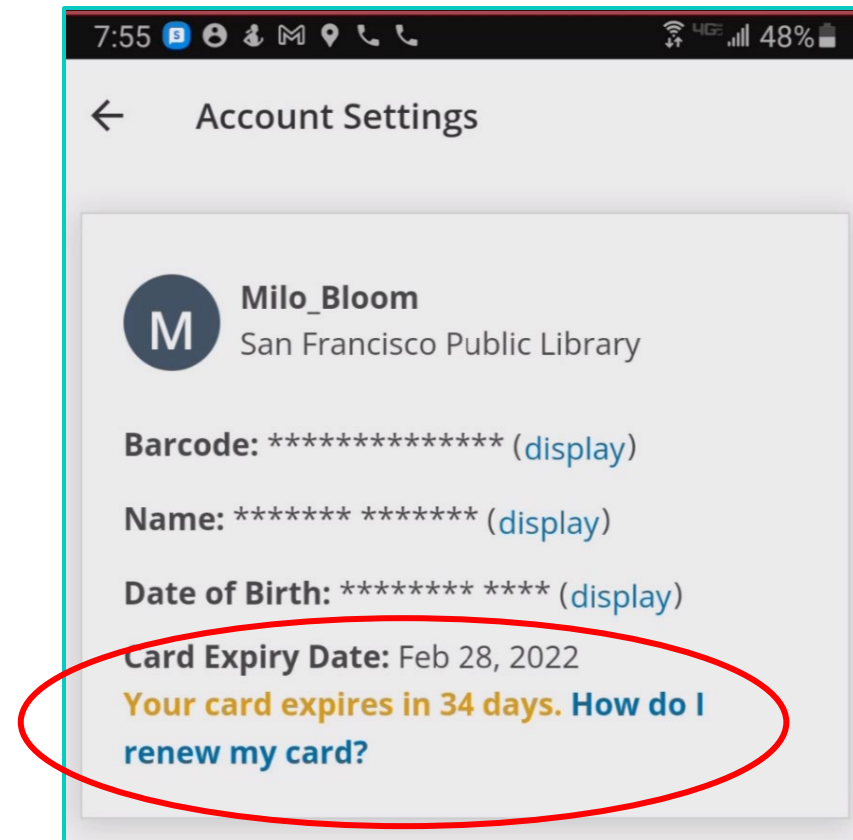 7:55 S M 4GE 48%
Account Settings
M
Milo_Bloom
San Francisco Public Library
Barcode: ************** (display)
Name: ******* ******* (display)
Date of Birth: ******** **** (display)
Card Expiry Date: Feb 28, 2022
Your card expires in 34 days. How do I
renew my card?